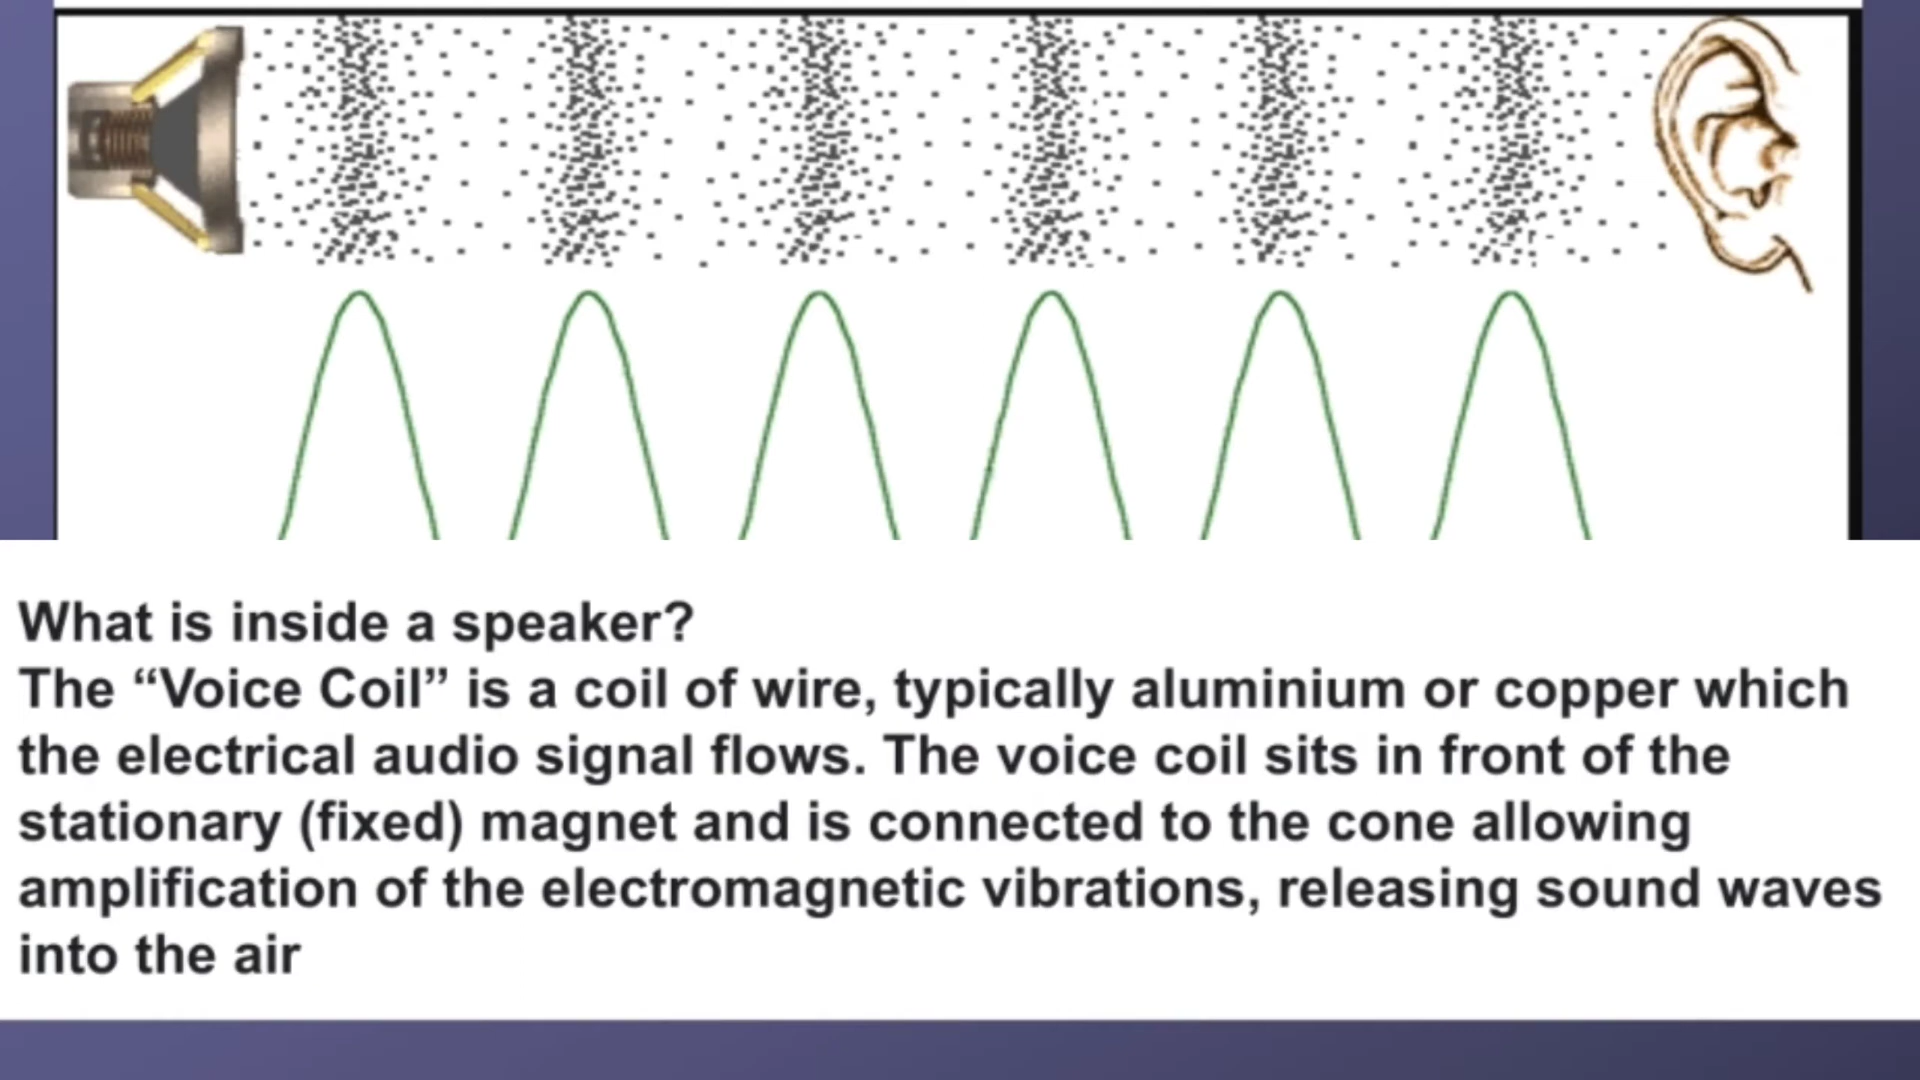 What is inside a speaker?
The “Voice Coil” is a coil of wire, typically aluminium or copper which
the electrical audio signal flows. The voice coil sits in front of the
stationary (fixed) magnet and is connected to the cone allowing
amplification of the electromagnetic vibrations, releasing sound waves
into the air